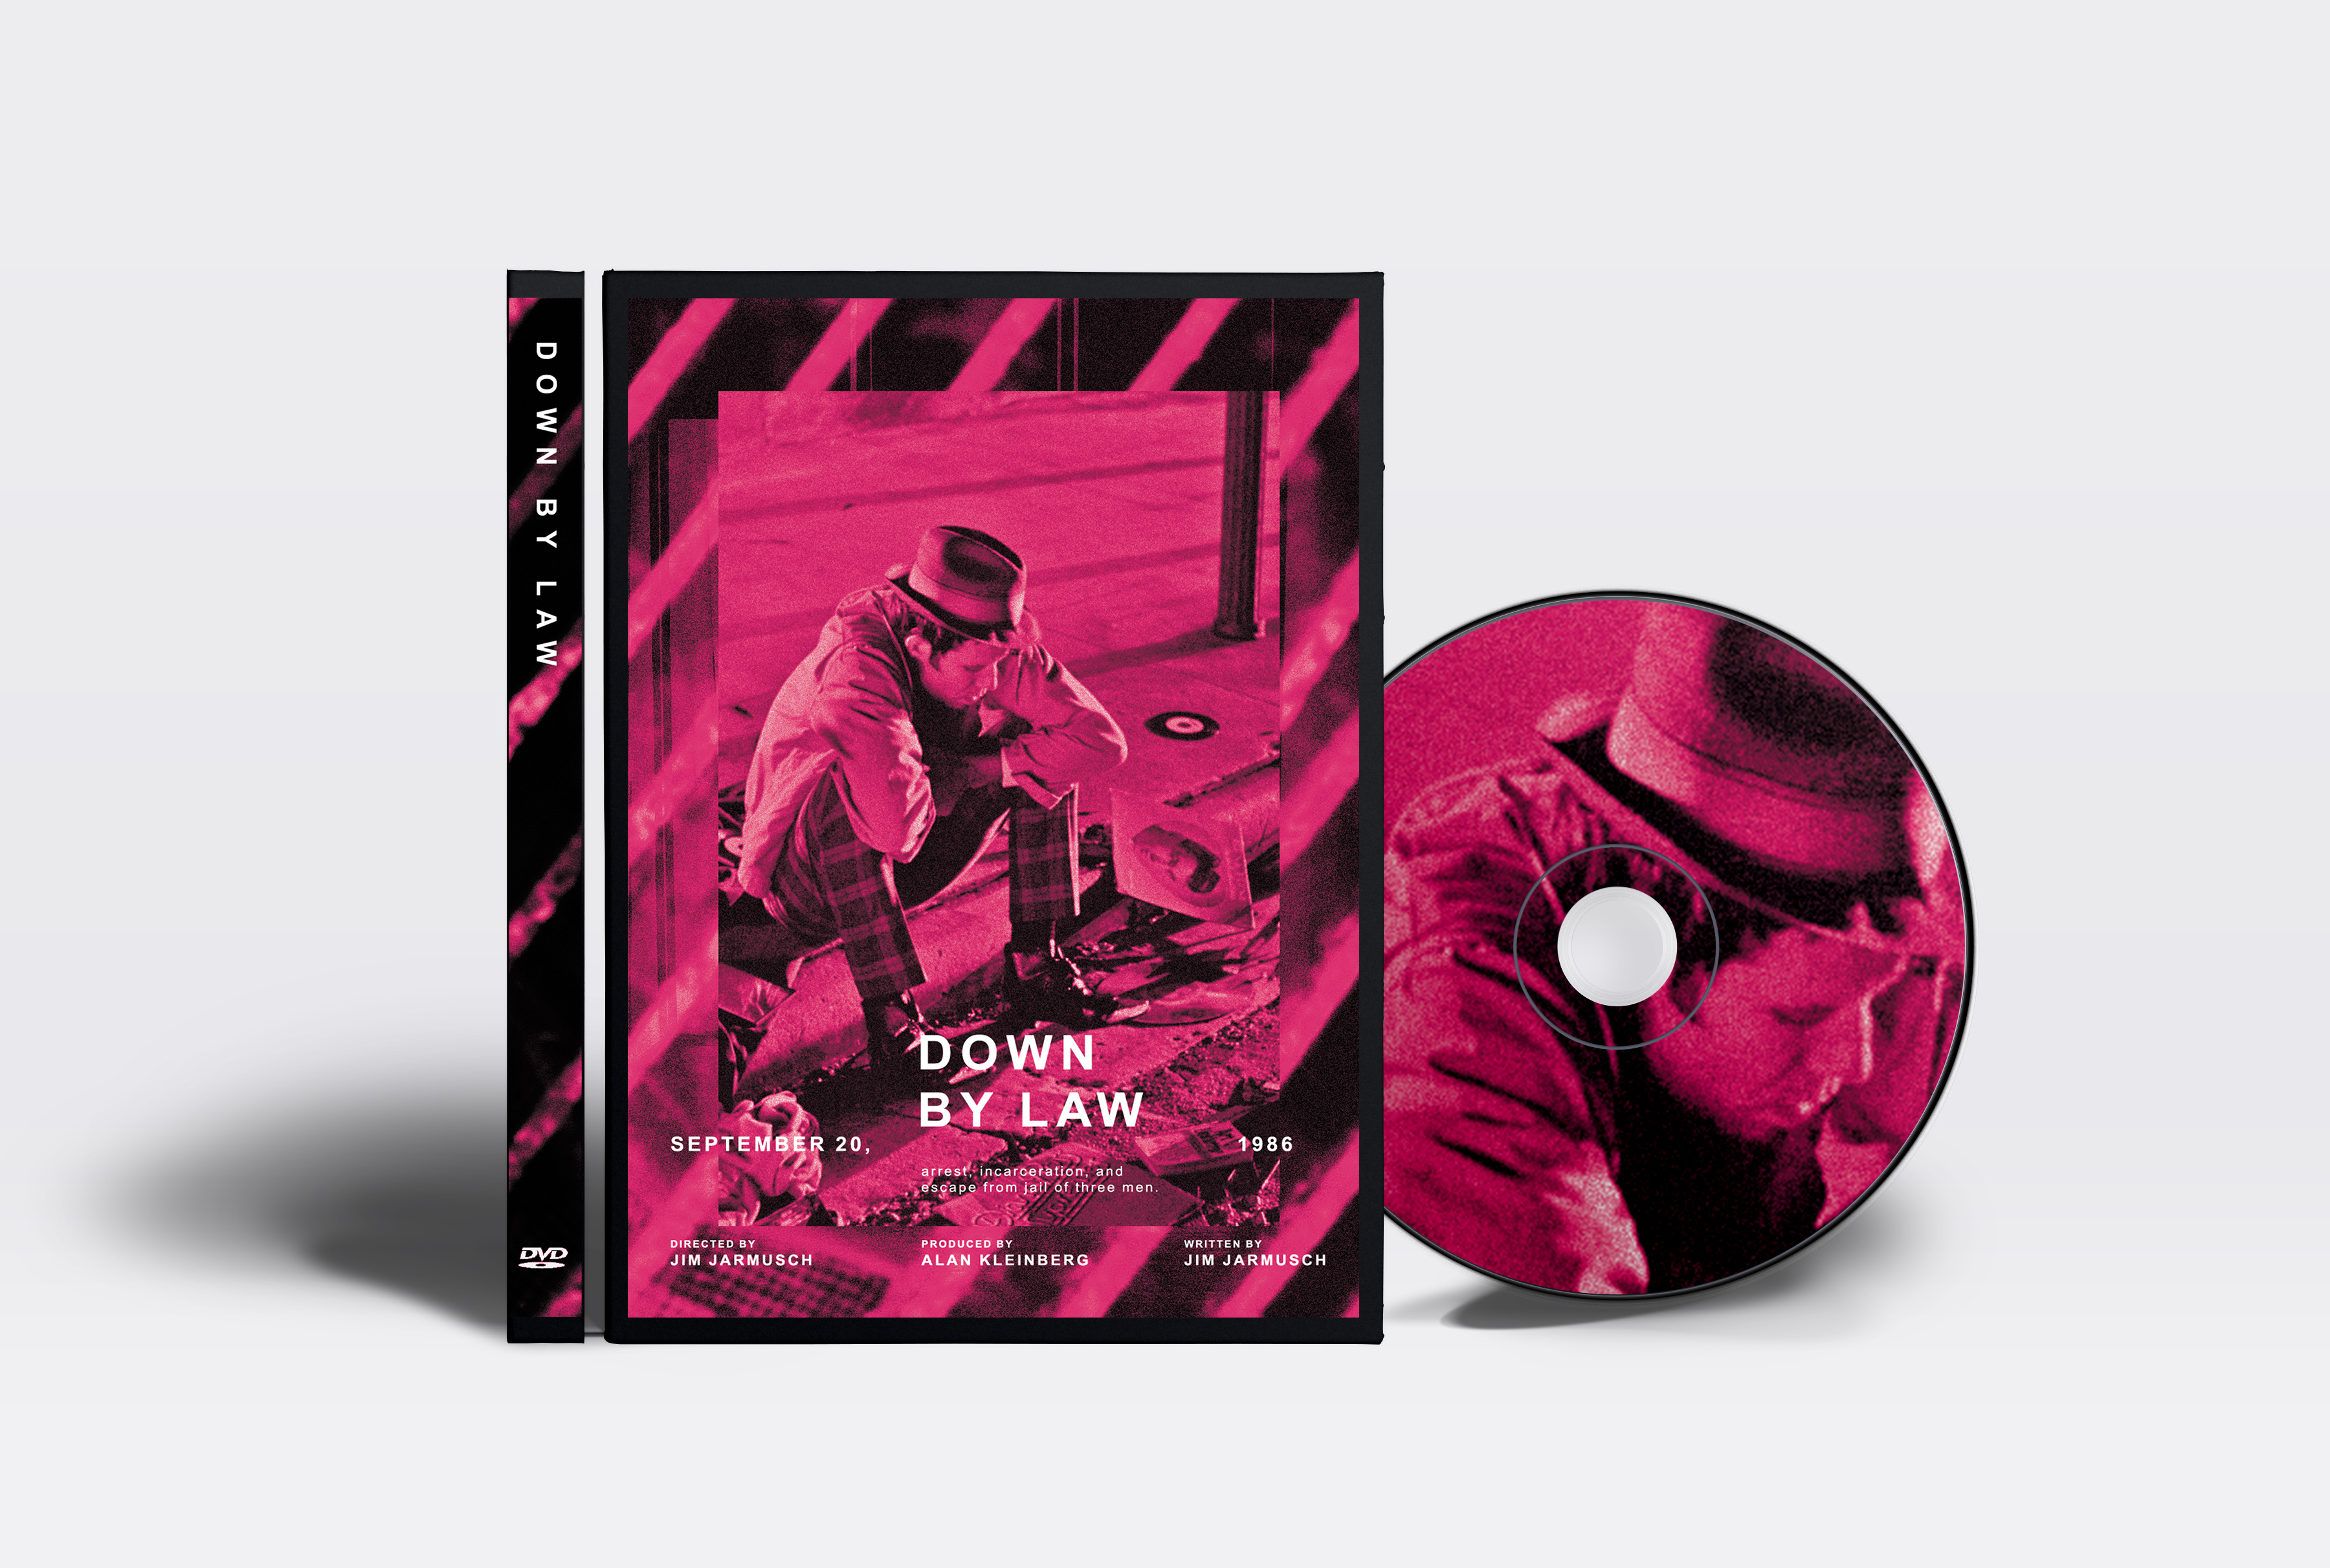 DOWN BY LAW
DVD
DOWN
BY LAW
SEPTEMBER 20,
1986
arrest, incarceration, and
escape from jail of three men.
DIRECTED BY
JIM JARMUSCH
PRODUCED BY
ALAN KLEINBERG
WRITTEN BY
JIM JARMUSCH